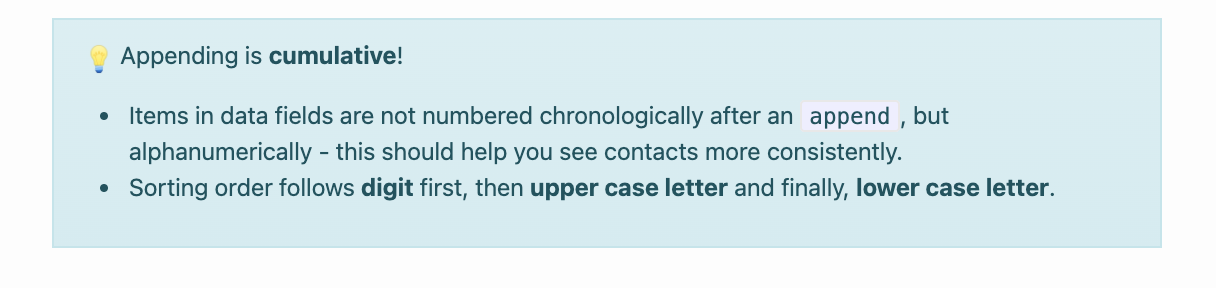 💡 Appending is cumulative!
• Items in data fields are not numbered chronologically after an append, but
alphanumerically - this should help you see contacts more consistently.
• Sorting order follows digit first, then upper case letter and finally, lower case letter.